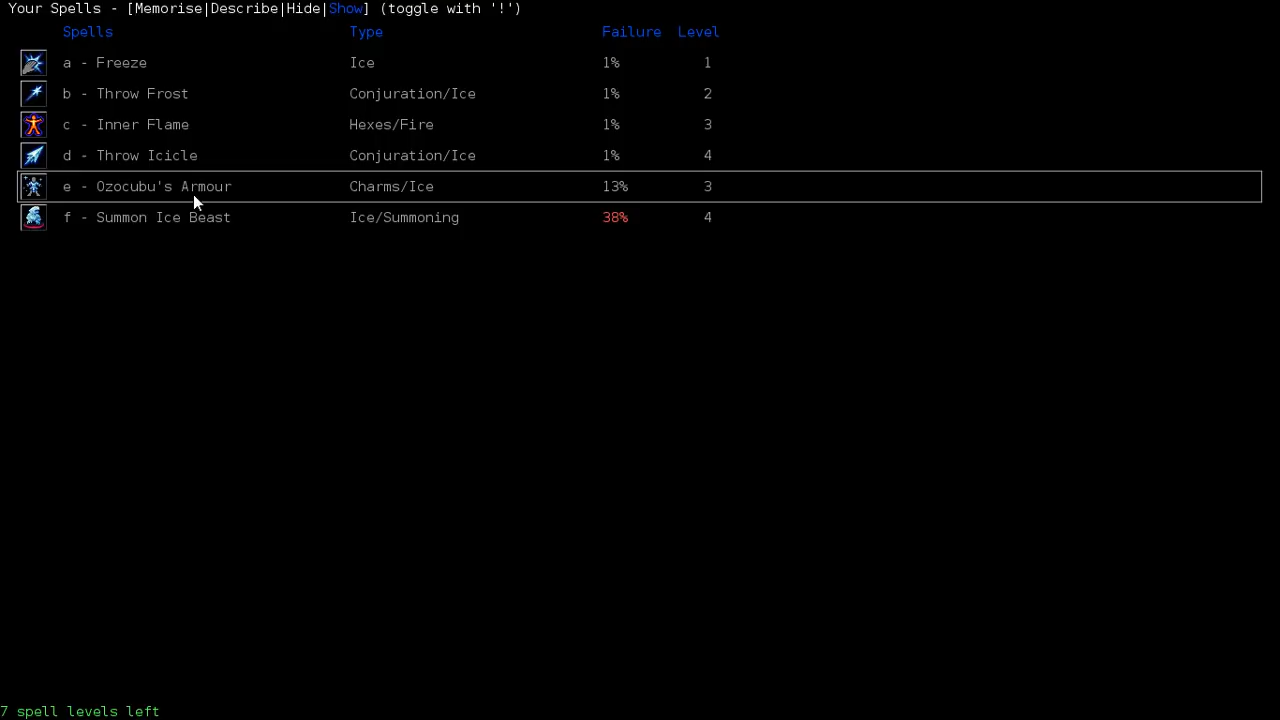 Your Spells - [Memorise|Describe|Hide|Show] (toggle with '!')
Spells Type Failure Level
a - Freeze Ice 1% 1
b - Throw Frost Conjuration/Ice 1% 2
c - Inner Flame Hexes/Fire 1% 3
d - Throw Icicle Conjuration/Ice 1% 4
e - Ozocubu's Armour Charms/Ice 13% 3
f - Summon Ice Beast Ice/Summoning 38% 4
7 spell levels left